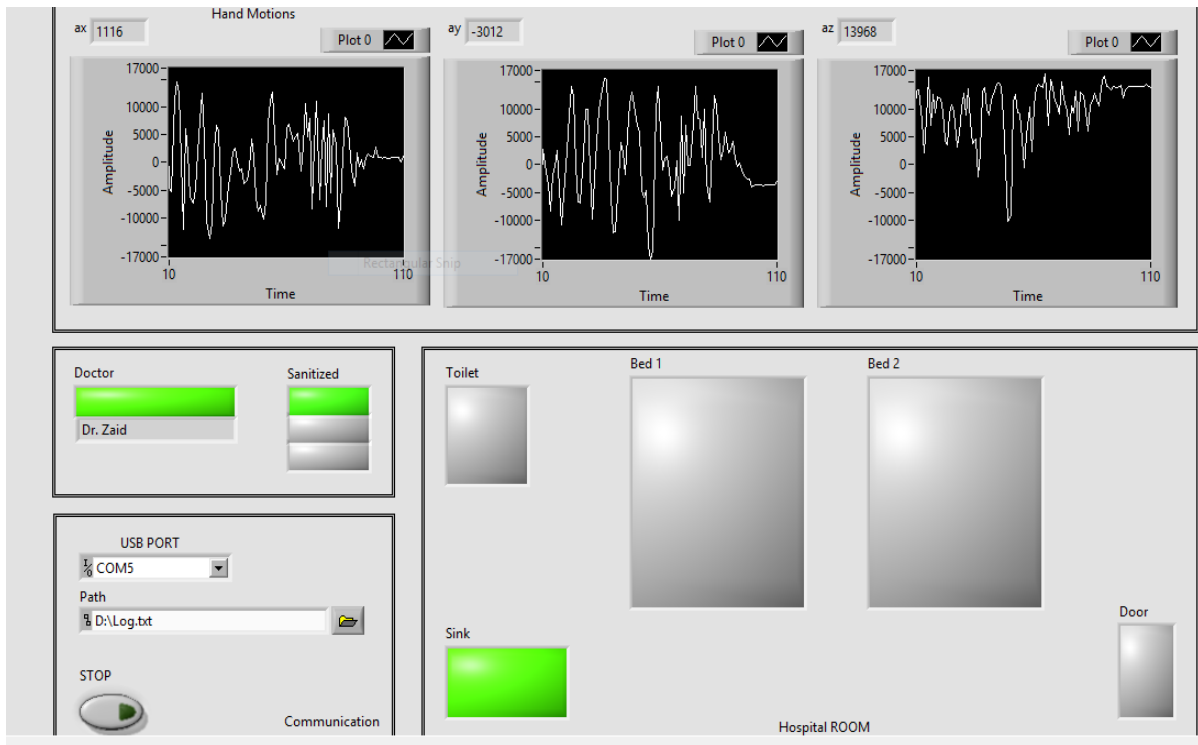 Hand Motions
ax 1116
Plot 0
17000
10000
5000
0
-5000
-10000
-17000
Amplitude
10
110
Time
ay -3012
Plot 0
17000
10000
5000
0
-5000
-10000
-17000
Amplitude
10
110
Time
az 13968
Plot 0
17000
10000
5000
0
-5000
-10000
-17000
Amplitude
10
110
Time
Rectangular Snip
Doctor
Dr. Zaid
Sanitized
USB PORT
I/O COM5
Path
D:\Log.txt
STOP
Communication
Toilet
Bed 1
Bed 2
Sink
Door
Hospital ROOM